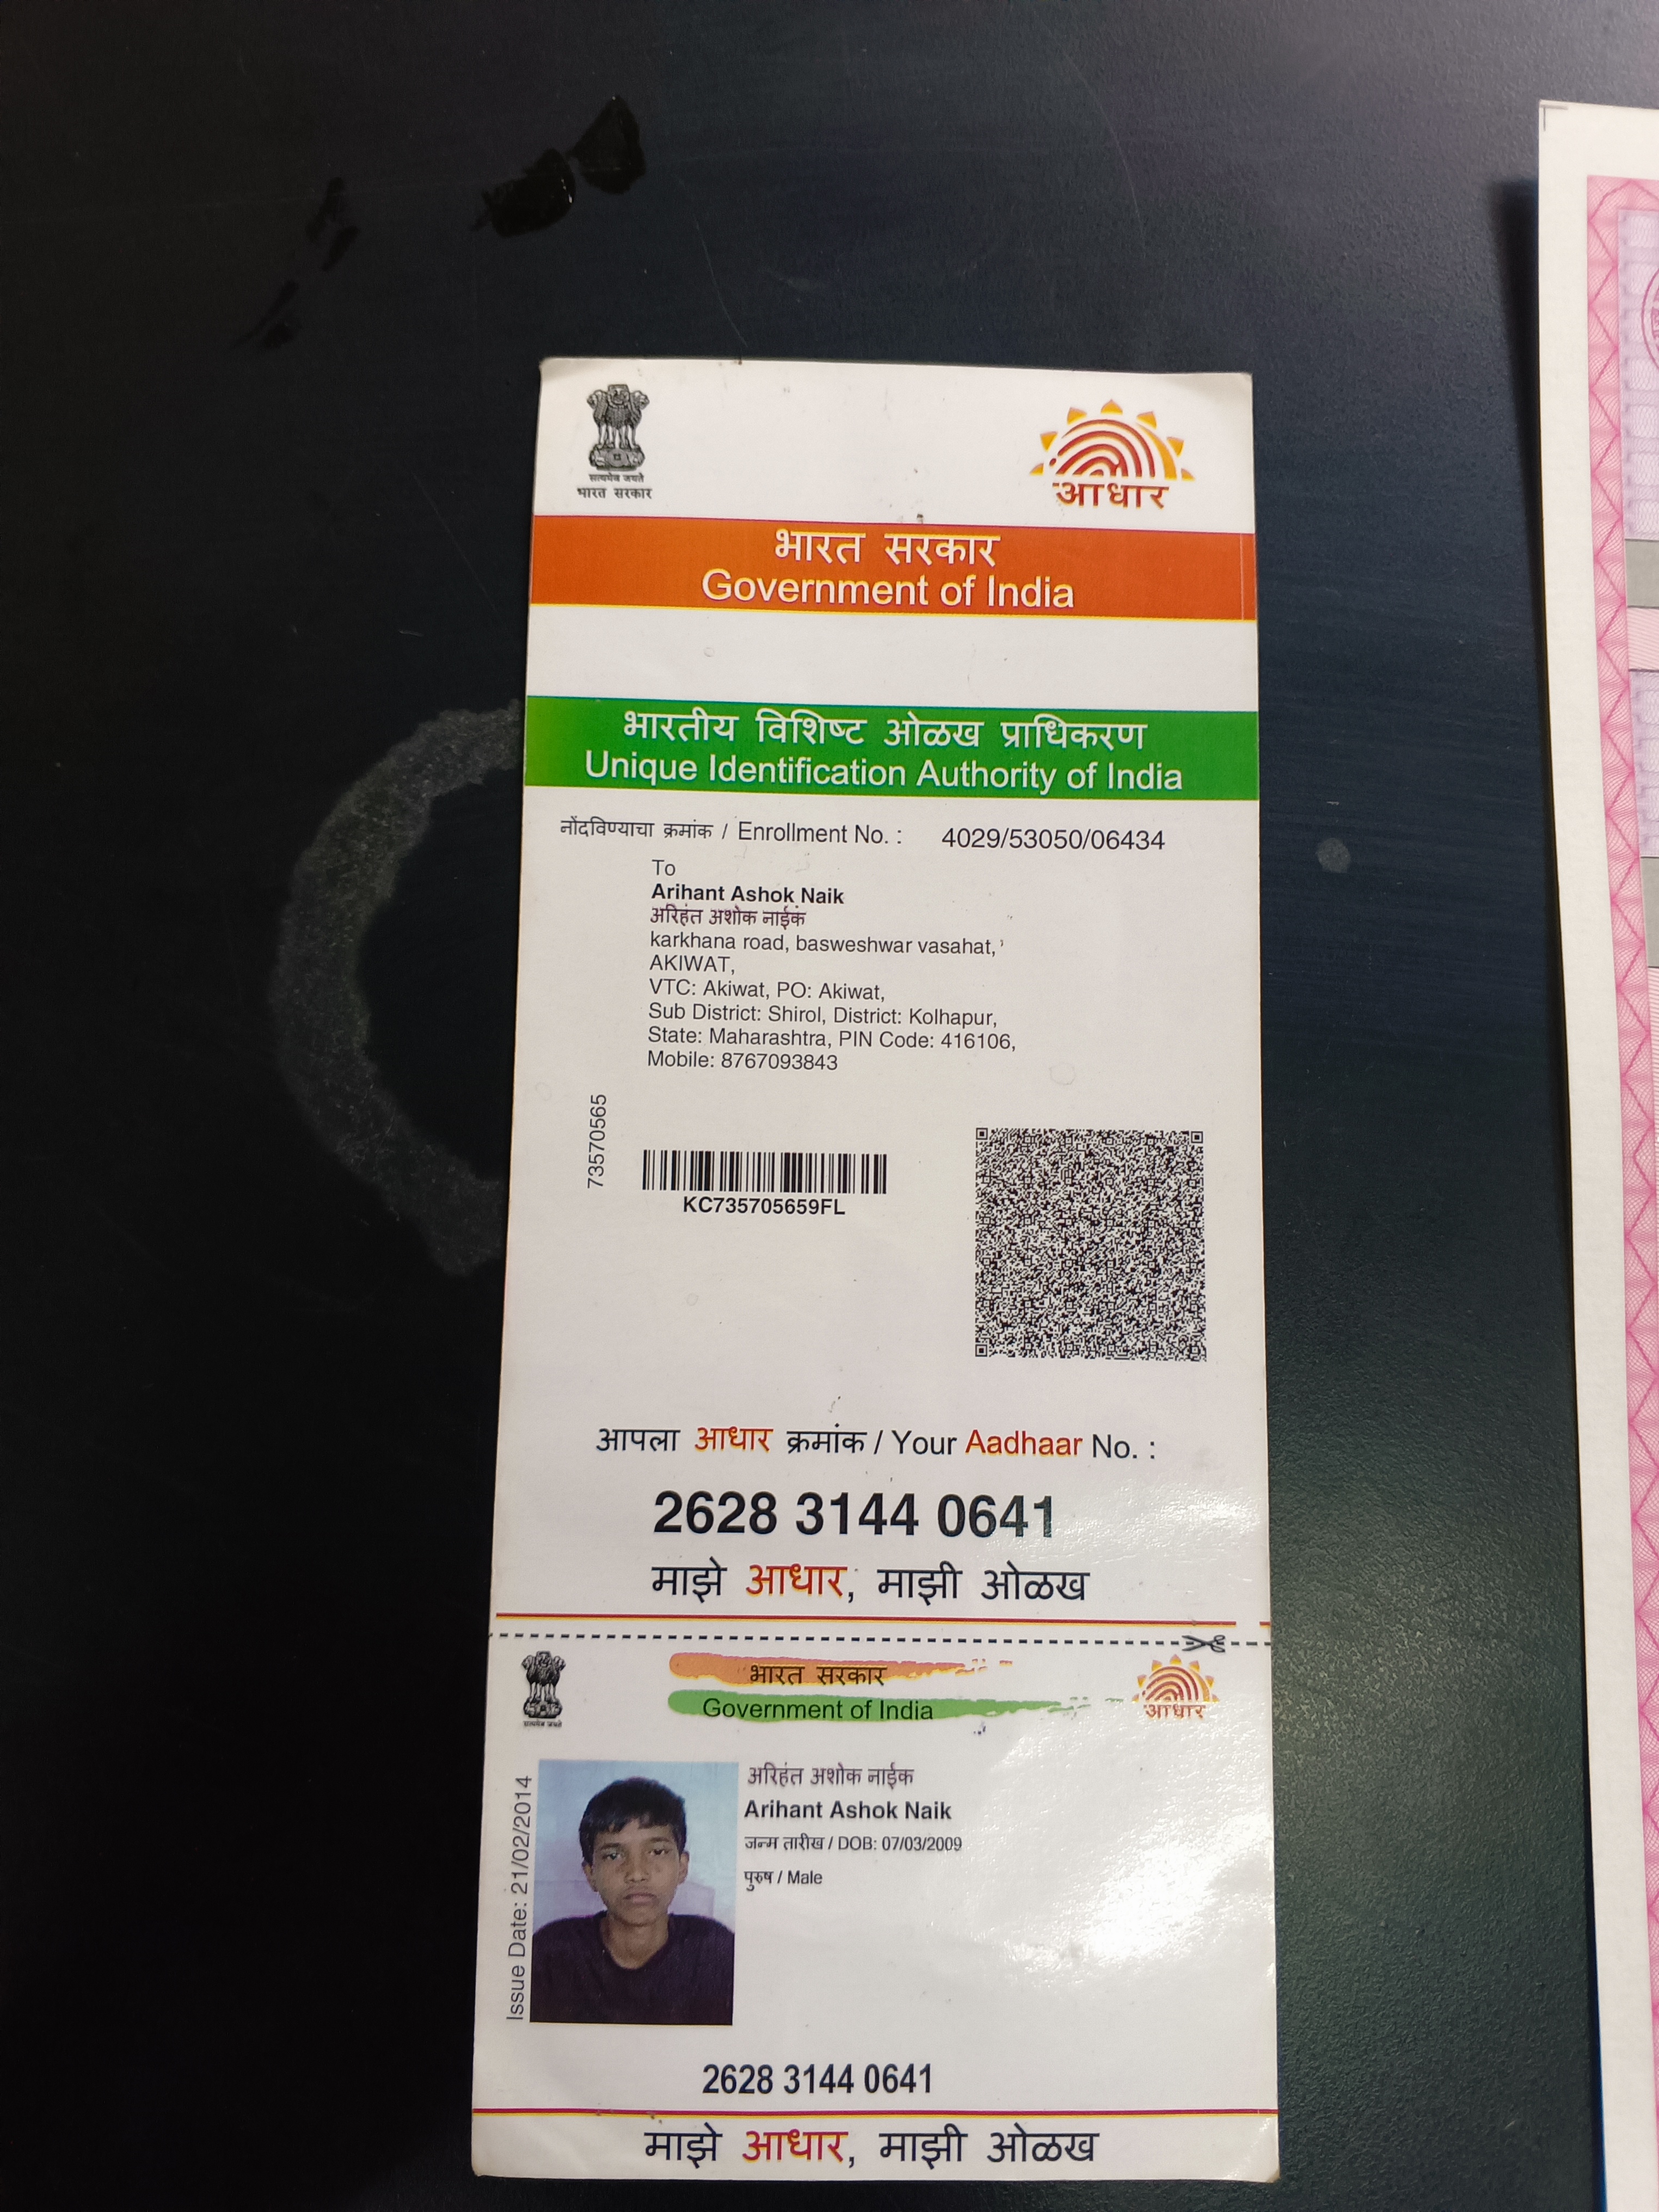 सत्यमेव जयते
भारत सरकार
आधार
भारत सरकार
Government of India
भारतीय विशिष्ट ओळख प्राधिकरण
Unique Identification Authority of India
नोंदविण्याचा क्रमांक / Enrollment No. : 4029/53050/06434
To
Arihant Ashok Naik
अरिहंत अशोक नाईक
karkhana road, basweshwar vasahat,
AKIWAT,
VTC: Akiwat, PO: Akiwat,
Sub District: Shirol, District: Kolhapur,
State: Maharashtra, PIN Code: 416106,
Mobile: 8767093843
73570565
KC735705659FL
आपला आधार क्रमांक / Your Aadhaar No. :
2628 3144 0641
माझे आधार, माझी ओळख
सत्यमेव जयते
भारत सरकार
Government of India
आधार
Issue Date: 21/02/2014
अरिहंत अशोक नाईक
Arihant Ashok Naik
जन्म तारीख / DOB: 07/03/2009
पुरुष / Male
2628 3144 0641
माझे आधार, माझी ओळख